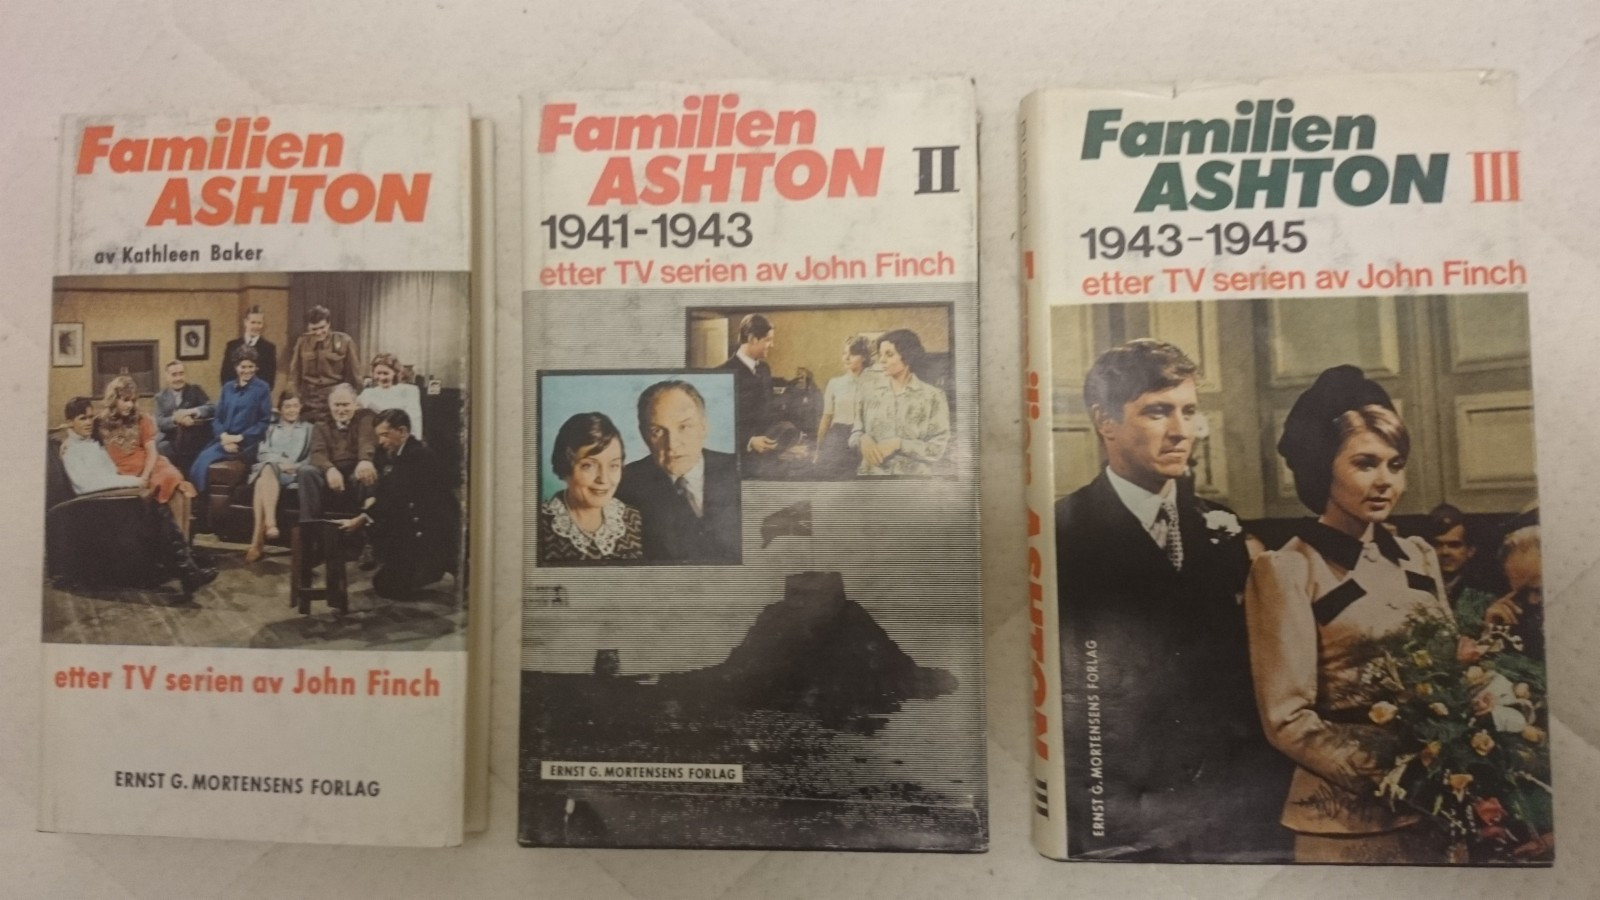 Familien
ASHTON
av Kathleen Baker
etter TV serien av John Finch
ERNST G. MORTENSENS FORLAG
Familien
ASHTON II
1941-1943
etter TV serien av John Finch
ERNST G. MORTENSENS FORLAG
Familien
ASHTON III
1943-1945
etter TV serien av John Finch
ERNST G. MORTENSENS FORLAG
ASHTON III